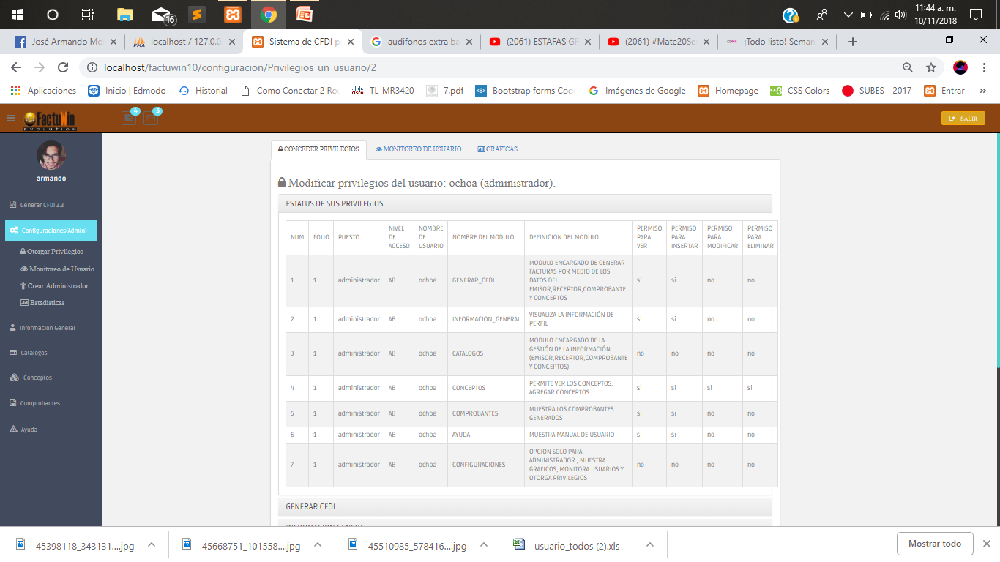 16
11:44 a. m.
10/11/2018
José Armando Mo
localhost / 127.0.0.
Sistema de CFDI p
audifonos extra ba
(2061) ESTAFAS GR
(2061) #Mate20Se
¡Todo listo! Seman
localhost/factuwin10/configuracion/Privilegios_un_usuario/2
Aplicaciones
Inicio | Edmodo
Historial
Como Conectar 2 Rou
TL-MR3420
7.pdf
Bootstrap forms Cod
Imágenes de Google
Homepage
CSS Colors
SUBES - 2017
Entrar
»
FactuWin
EVOLUTION
4
5
SALIR
armando
Generar CFDI 3.3
Configuraciones(Admin)
Otorgar Privilegios
Monitoreo de Usuario
Crear Administrador
Estadisticas
Informacion General
Catalogos
Conceptos
Comprobantes
Ayuda
CONCEDER PRIVILEGIOS
MONITOREO DE USUARIO
GRAFICAS
Modificar privilegios del usuario: ochoa (administrador).
ESTATUS DE SUS PRIVILEGIOS
NUM FOLIO PUESTO NIVEL DE ACCESO NOMBRE DE USUARIO NOMBRE DEL MODULO DEFINICION DEL MODULO PERMISO PARA VER PERMISO PARA INSERTAR PERMISO PARA MODIFICAR PERMISO PARA ELIMINAR
1 1 administrador AB ochoa GENERAR_CFDI MODULO ENCARGADO DE GENERAR FACTURAS POR MEDIO DE LOS DATOS DEL EMISOR,RECEPTOR,COMPROBANTE Y CONCEPTOS si si no no
2 1 administrador AB ochoa INFORMACION_GENERAL VISUALIZA LA INFORMACIÓN DE PERFIL si si no no
3 1 administrador AB ochoa CATALOGOS MODULO ENCARGADO DE LA GESTIÓN DE LA INFORMACIÓN (EMISOR,RECEPTOR,COMPROBANTE Y CONCEPTOS) no no no no
4 1 administrador AB ochoa CONCEPTOS PERMITE VER LOS CONCEPTOS, AGREGAR CONCEPTOS si si si si
5 1 administrador AB ochoa COMPROBANTES MUESTRA LOS COMPROBANTES GENERADOS si si no no
6 1 administrador AB ochoa AYUDA MUESTRA MANUAL DE USUARIO si si no no
7 1 administrador AB ochoa CONFIGURACIONES OPCION SOLO PARA ADMINISTRADOR , MUESTRA GRAFICOS, MONITORA USUARIOS Y OTORGA PRIVILEGIOS no no no no
GENERAR CFDI
INFORMACION GENERAL
45398118_343131....jpg
45668751_101558....jpg
45510985_578416....jpg
usuario_todos (2).xls
Mostrar todo